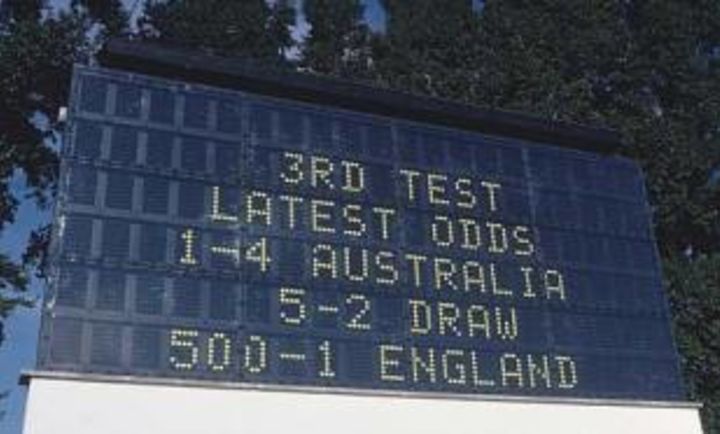 3RD TEST
LATEST ODDS
1-4 AUSTRALIA
5-2 DRAW
500-1 ENGLAND